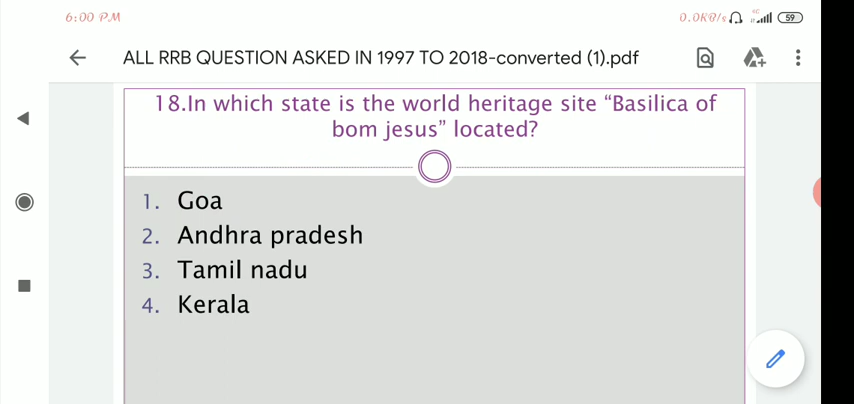 6:00 PM
0.0KB/s 4G 59
ALL RRB QUESTION ASKED IN 1997 TO 2018-converted (1).pdf
18.In which state is the world heritage site “Basilica of
bom jesus” located?
1. Goa
2. Andhra pradesh
3. Tamil nadu
4. Kerala